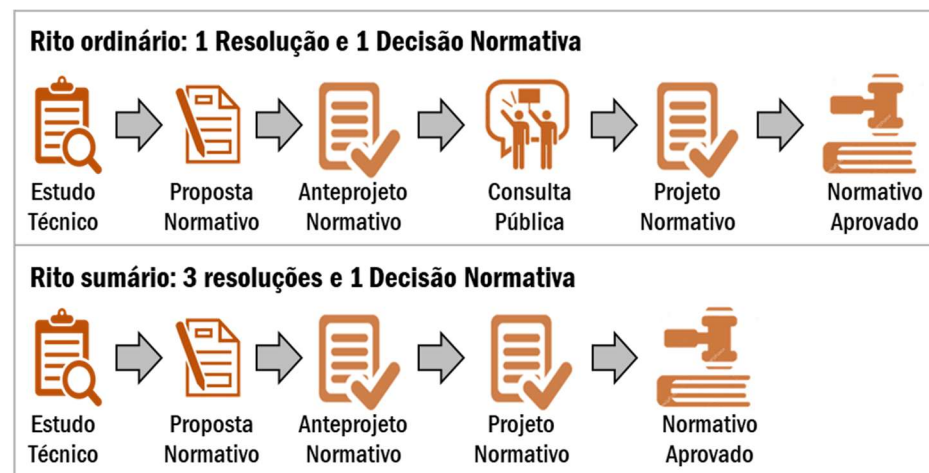 Rito ordinário: 1 Resolução e 1 Decisão Normativa
Estudo Proposta Anteprojeto Consulta Projeto Normativo
Técnico Normativo Normativo Pública Normativo Aprovado
Rito sumário: 3 resoluções e 1 Decisão Normativa
Estudo Proposta Anteprojeto Projeto Normativo
Técnico Normativo Normativo Normativo Aprovado